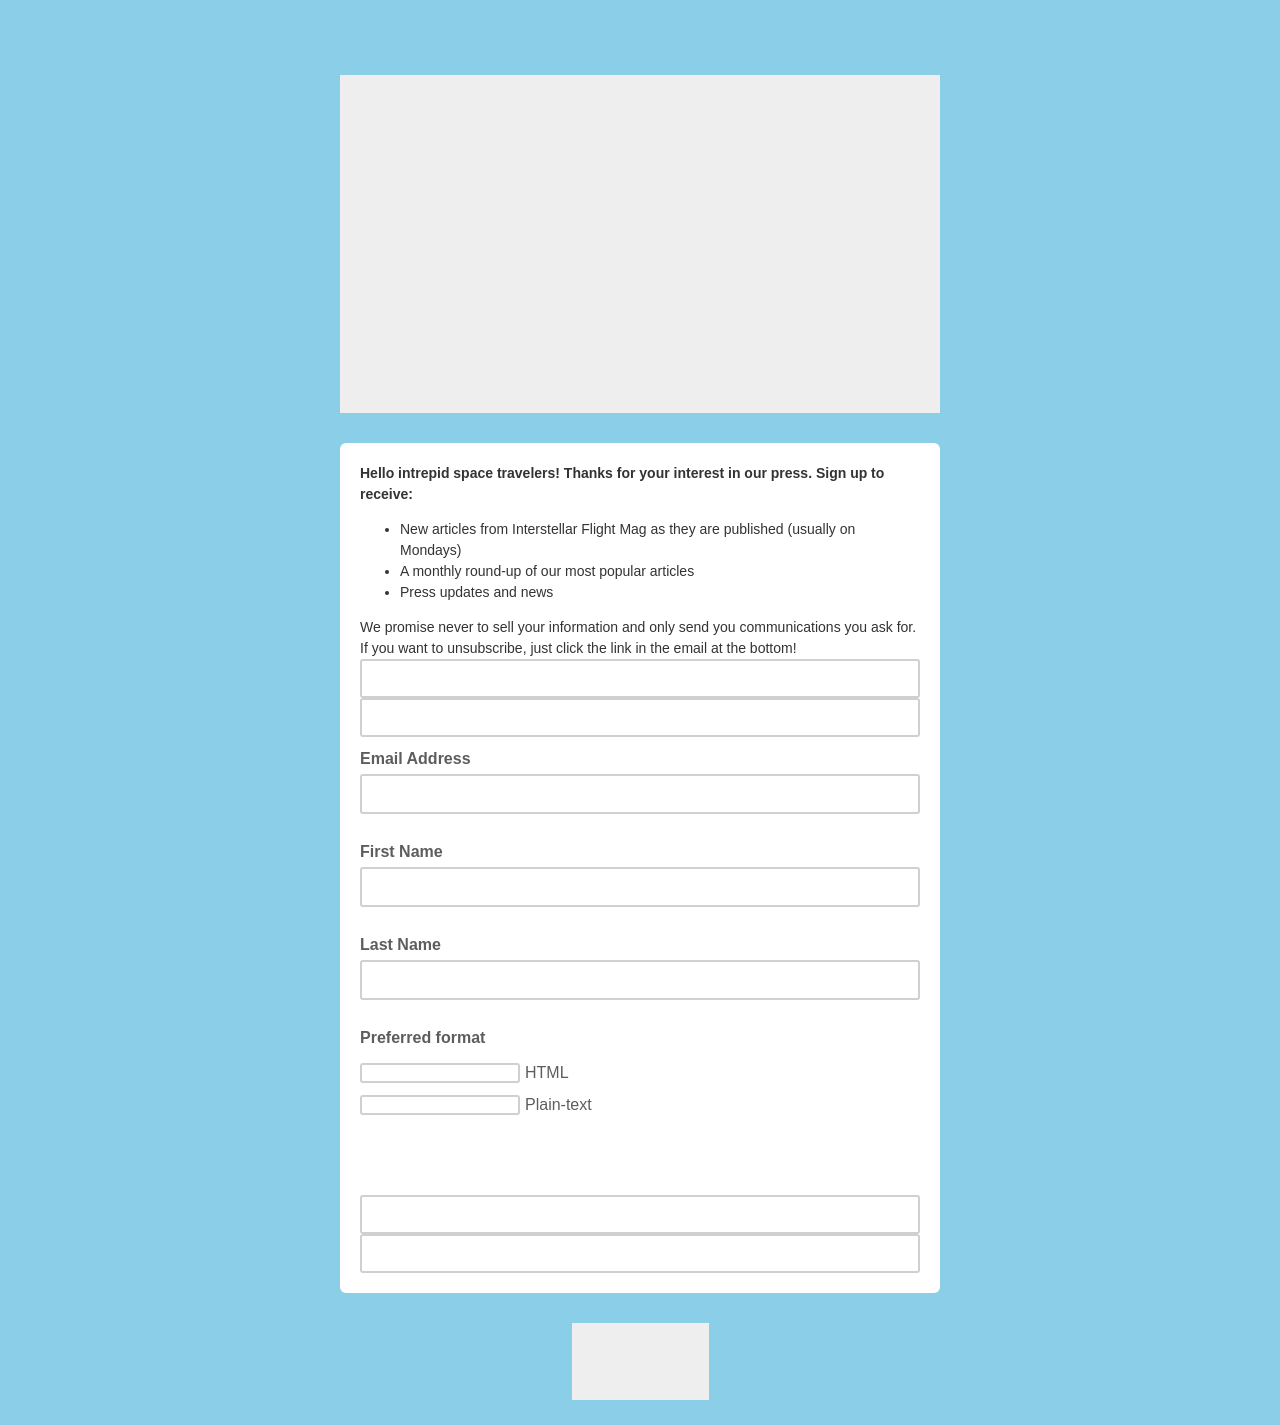 Hello intrepid space travelers! Thanks for your interest in our press. Sign up to
receive:
• New articles from Interstellar Flight Mag as they are published (usually on
Mondays)
• A monthly round-up of our most popular articles
• Press updates and news
We promise never to sell your information and only send you communications you ask for.
If you want to unsubscribe, just click the link in the email at the bottom!
Email Address
First Name
Last Name
Preferred format
HTML
Plain-text